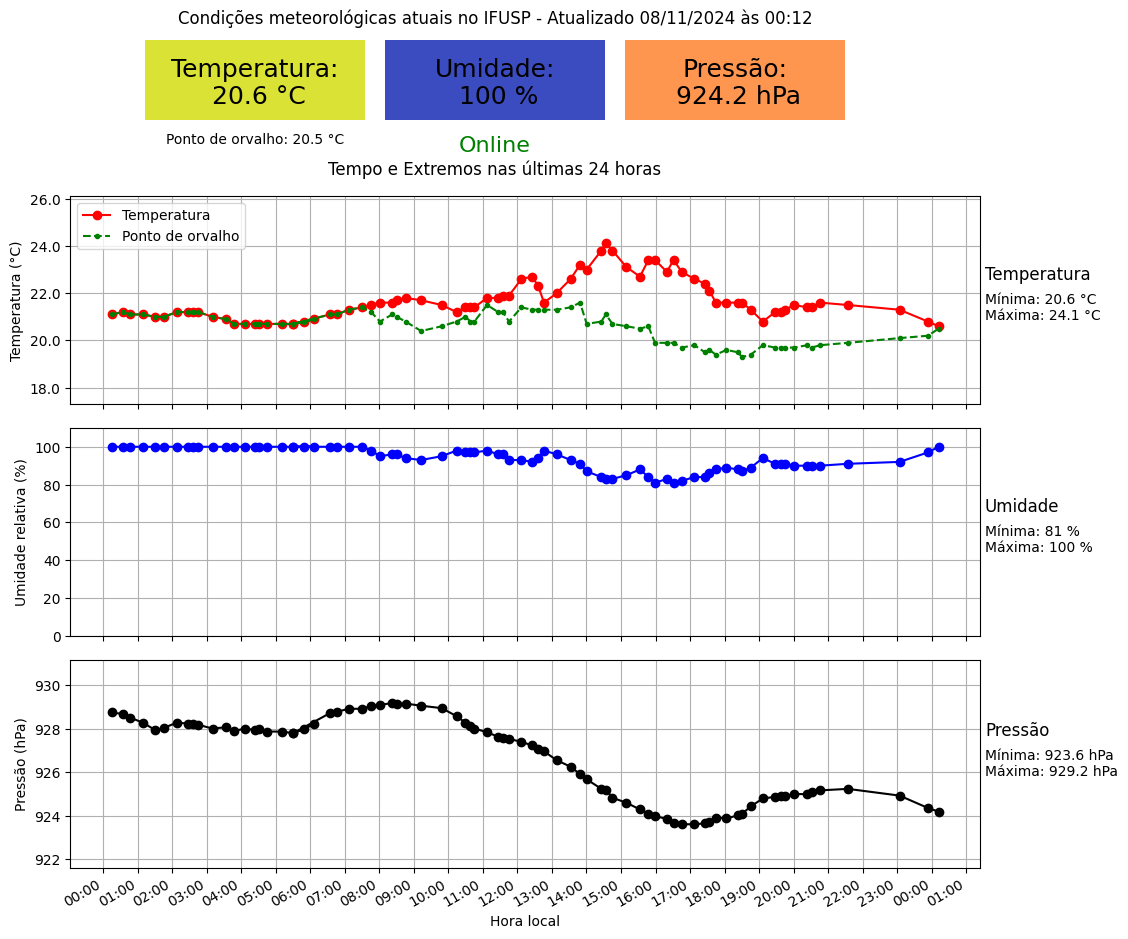 Condições meteorológicas atuais no IFUSP - Atualizado 08/11/2024 às 00:12
Temperatura:
20.6 °C
Umidade:
100 %
Pressão:
924.2 hPa
Ponto de orvalho: 20.5 °C
Online
Tempo e Extremos nas últimas 24 horas
Temperatura (°C)
26.0
24.0
22.0
20.0
18.0
Temperatura
Ponto de orvalho
Temperatura
Mínima: 20.6 °C
Máxima: 24.1 °C
Umidade relativa (%)
100
80
60
40
20
0
Umidade
Mínima: 81 %
Máxima: 100 %
Pressão (hPa)
930
928
926
924
922
Pressão
Mínima: 923.6 hPa
Máxima: 929.2 hPa
00:00 01:00 02:00 03:00 04:00 05:00 06:00 07:00 08:00 09:00 10:00 11:00 12:00 13:00 14:00 15:00 16:00 17:00 18:00 19:00 20:00 21:00 22:00 23:00 00:00 01:00
Hora local